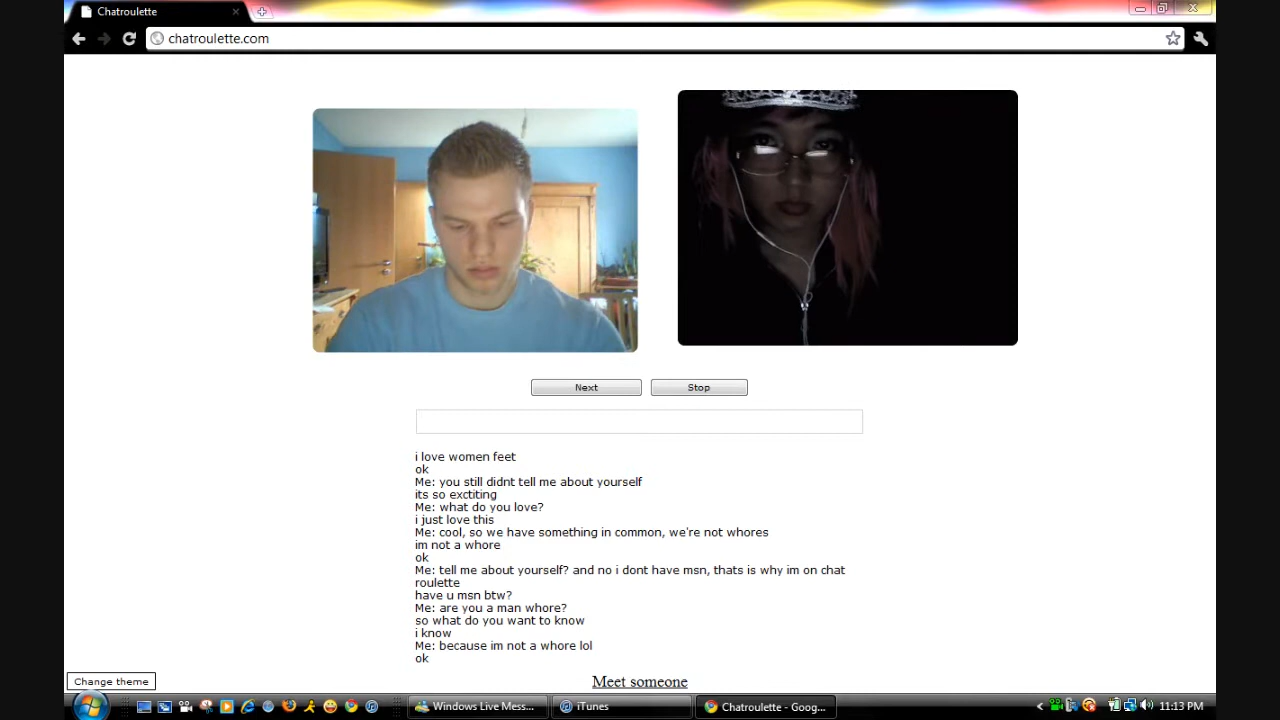 Chatroulette
chatroulette.com
Next
Stop
i love women feet
ok
Me: you still didnt tell me about yourself
its so exctiting
Me: what do you love?
i just love this
Me: cool, so we have something in common, we're not whores
im not a whore
ok
Me: tell me about yourself? and no i dont have msn, thats is why im on chat
roulette
have u msn btw?
Me: are you a man whore?
so what do you want to know
i know
Me: because im not a whore lol
ok
Change theme
Meet someone
Windows Live Mess...
iTunes
Chatroulette - Goog...
11:13 PM